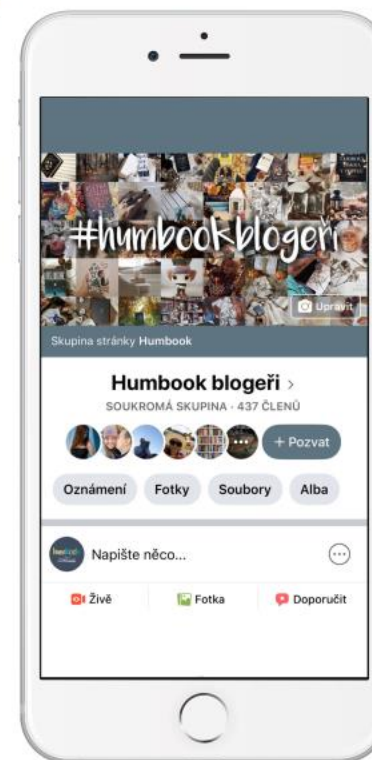 #humbookblogeři
Upravit
Skupina stránky Humbook
Humbook blogeři >
SOUKROMÁ SKUPINA · 437 ČLENŮ
+ Pozvat
Oznámení Fotky Soubory Alba
Napište něco...
Živě Fotka Doporučit